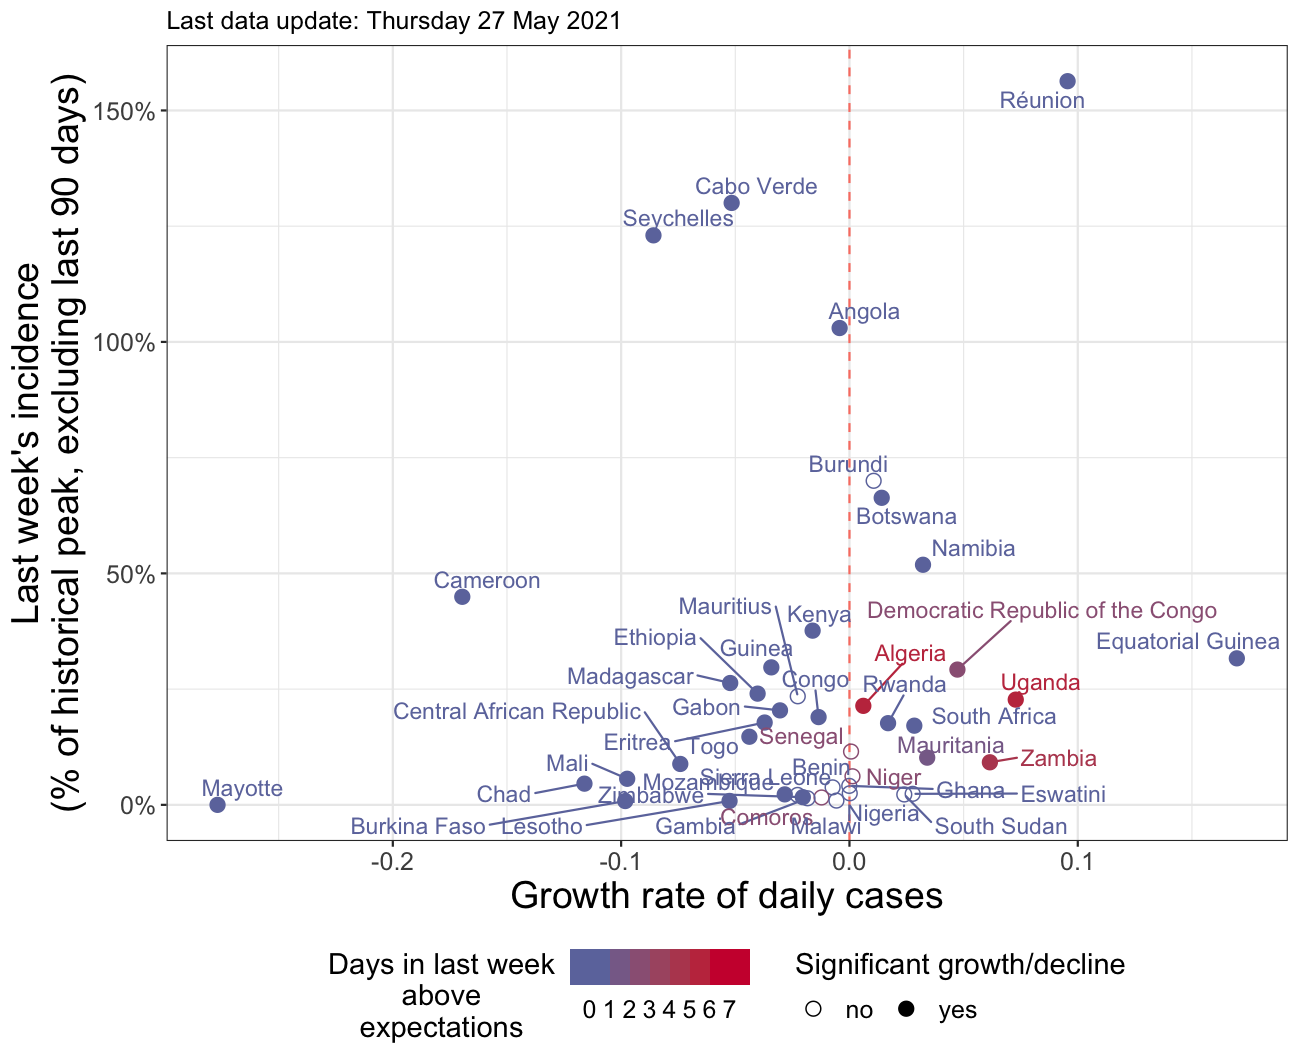 Last data update: Thursday 27 May 2021
Last week's incidence
(% of historical peak, excluding last 90 days)
150%
100%
50%
0%
Réunion
Cabo Verde
Seychelles
Angola
Burundi
Botswana
Namibia
Cameroon
Mauritius
Kenya
Democratic Republic of the Congo
Ethiopia
Guinea
Algeria
Equatorial Guinea
Madagascar
Congo
Rwanda
Uganda
Central African Republic
Gabon
South Africa
Eritrea
Togo
Senegal
Mauritania
Mali
Zambia
Benin
Mayotte
Sierra Leone
Niger
Mozambique
Chad
Zimbabwe
Ghana
Eswatini
Comoros
Nigeria
Burkina Faso
Lesotho
Gambia
Malawi
South Sudan
-0.2
-0.1
0.0
0.1
Growth rate of daily cases
Days in last week
above
expectations
0 1 2 3 4 5 6 7
Significant growth/decline
no
yes